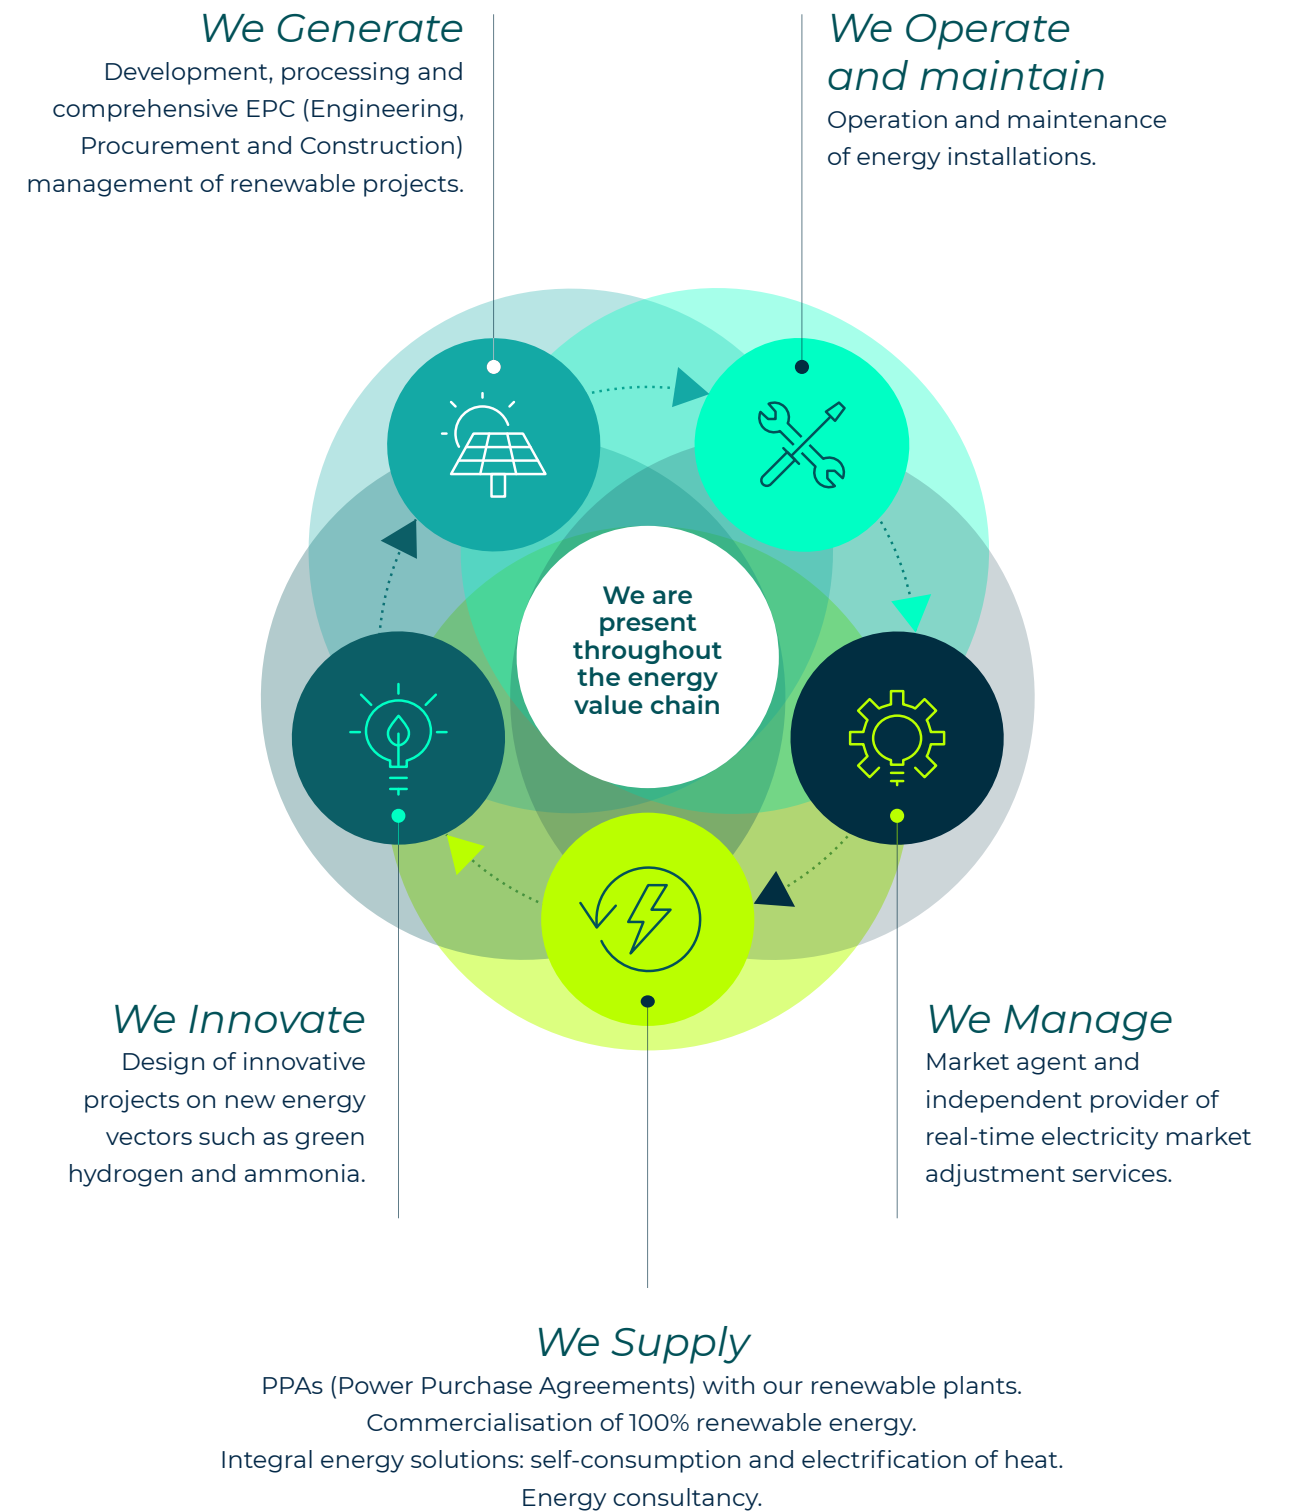 We Generate
Development, processing and
comprehensive EPC (Engineering,
Procurement and Construction)
management of renewable projects.
We Operate
and maintain
Operation and maintenance
of energy installations.
We are
present
throughout
the energy
value chain
We Innovate
Design of innovative
projects on new energy
vectors such as green
hydrogen and ammonia.
We Manage
Market agent and
independent provider of
real-time electricity market
adjustment services.
We Supply
PPAs (Power Purchase Agreements) with our renewable plants.
Commercialisation of 100% renewable energy.
Integral energy solutions: self-consumption and electrification of heat.
Energy consultancy.